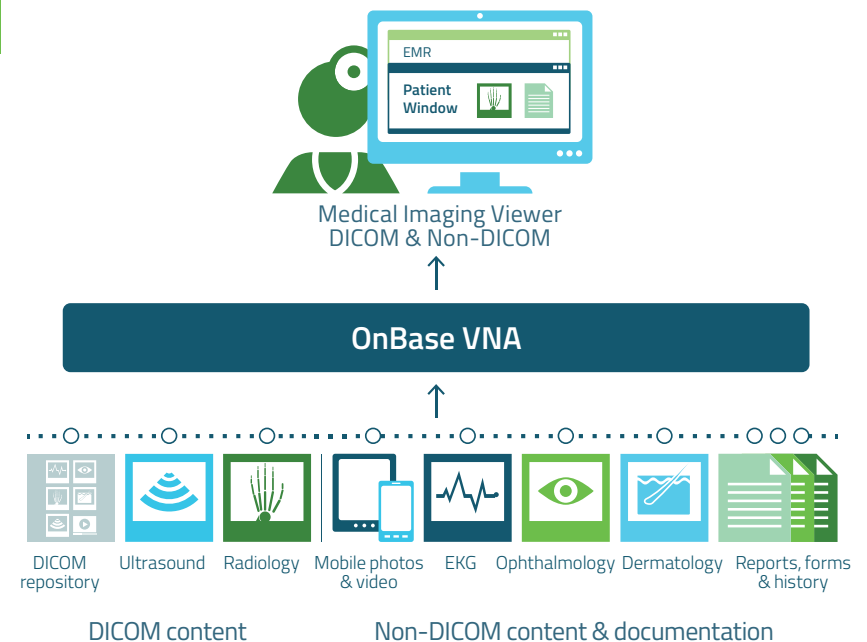 EMR
Patient
Window
Medical Imaging Viewer
DICOM & Non-DICOM
OnBase VNA
DICOM
repository
Ultrasound
Radiology
Mobile photos
& video
EKG
Ophthalmology
Dermatology
Reports, forms
& history
DICOM content
Non-DICOM content & documentation